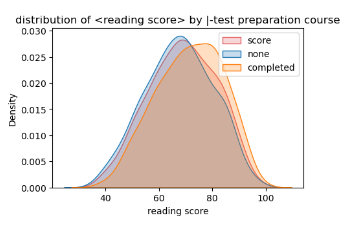 distribution of <reading score> by |-test preparation course
score
none
completed
0.030
0.025
0.020
0.015
0.010
0.005
0.000
Density
40
60
80
100
reading score